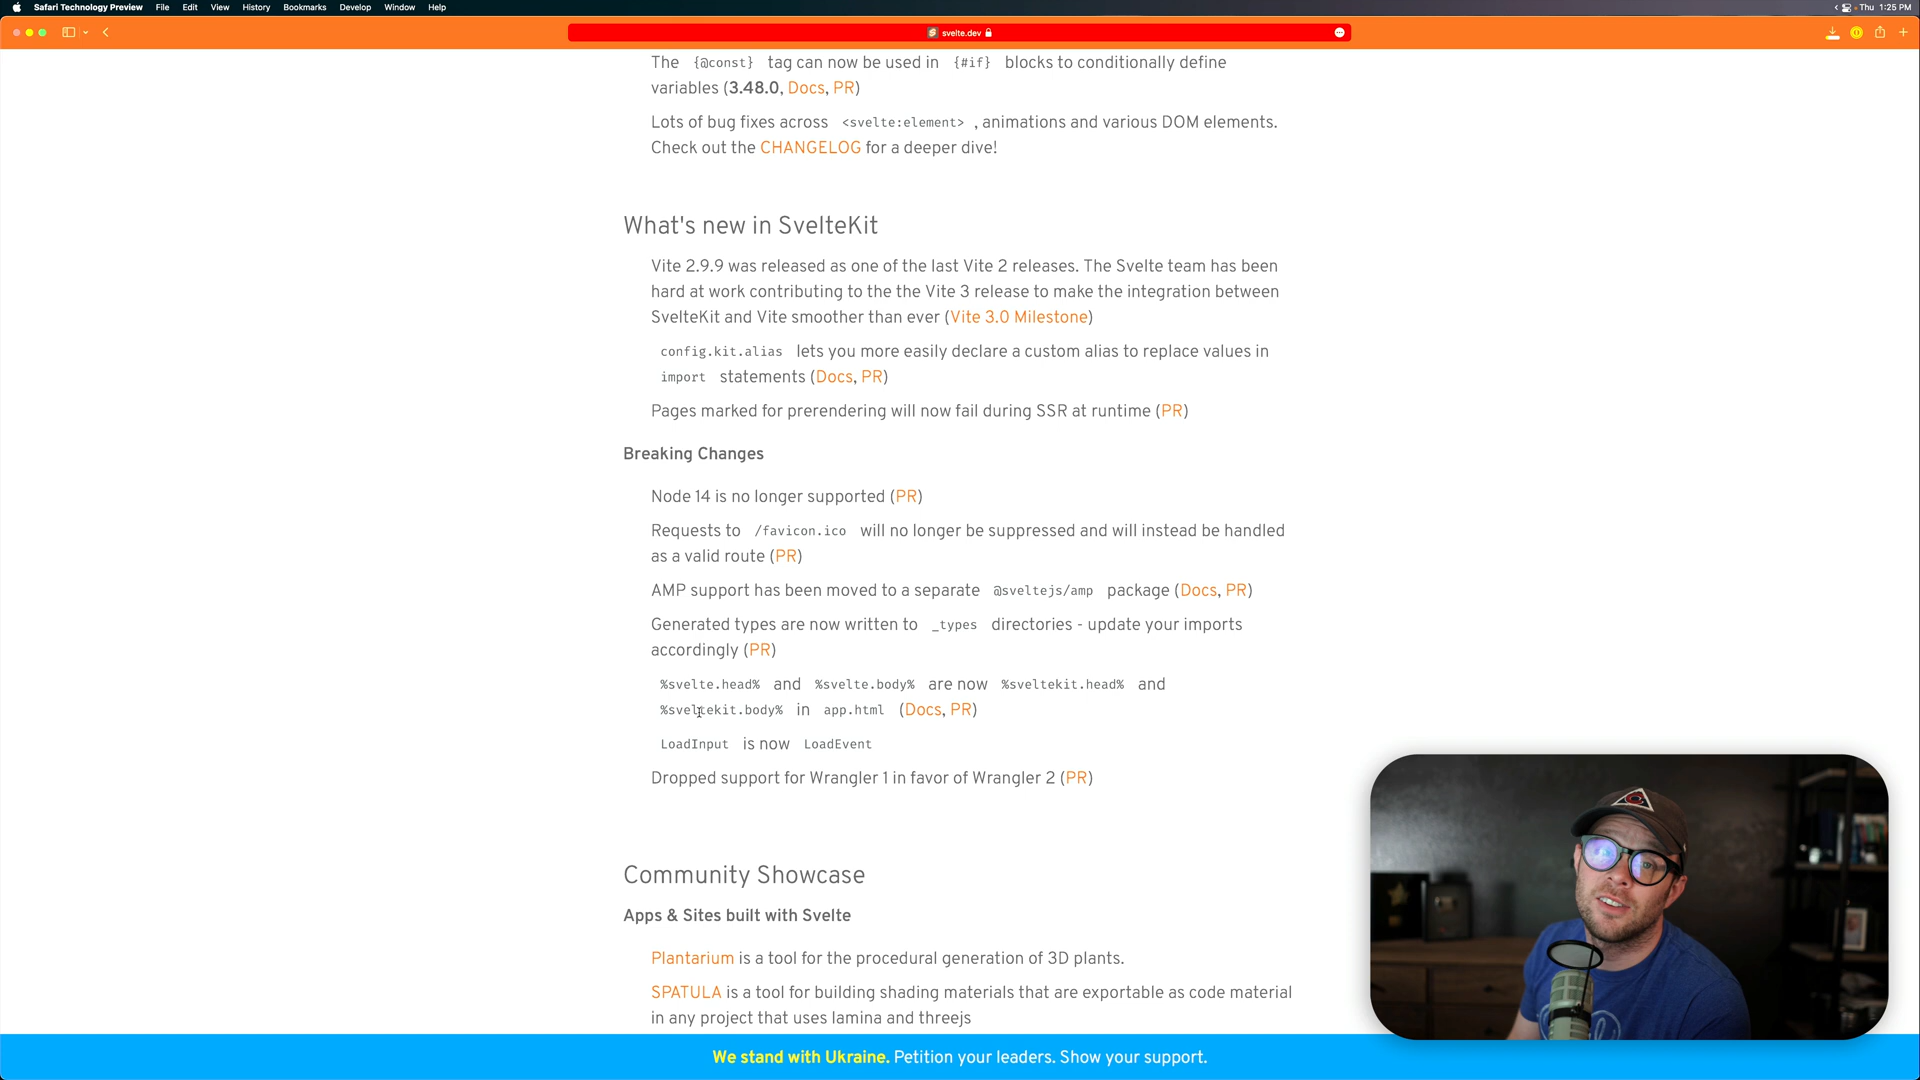 Safari Technology Preview File Edit View History Bookmarks Develop Window Help
Thu 1:25 PM
svelte.dev
The {@const} tag can now be used in {#if} blocks to conditionally define
variables (3.48.0, Docs, PR)
Lots of bug fixes across <svelte:element> , animations and various DOM elements.
Check out the CHANGELOG for a deeper dive!
What's new in SvelteKit
Vite 2.9.9 was released as one of the last Vite 2 releases. The Svelte team has been
hard at work contributing to the the Vite 3 release to make the integration between
SvelteKit and Vite smoother than ever (Vite 3.0 Milestone)
config.kit.alias lets you more easily declare a custom alias to replace values in
import statements (Docs, PR)
Pages marked for prerendering will now fail during SSR at runtime (PR)
Breaking Changes
Node 14 is no longer supported (PR)
Requests to /favicon.ico will no longer be suppressed and will instead be handled
as a valid route (PR)
AMP support has been moved to a separate @sveltejs/amp package (Docs, PR)
Generated types are now written to _types directories - update your imports
accordingly (PR)
%svelte.head% and %svelte.body% are now %sveltekit.head% and
%sveltekit.body% in app.html (Docs, PR)
LoadInput is now LoadEvent
Dropped support for Wrangler 1 in favor of Wrangler 2 (PR)
Community Showcase
Apps & Sites built with Svelte
Plantarium is a tool for the procedural generation of 3D plants.
SPATULA is a tool for building shading materials that are exportable as code material
in any project that uses lamina and threejs
We stand with Ukraine. Petition your leaders. Show your support.